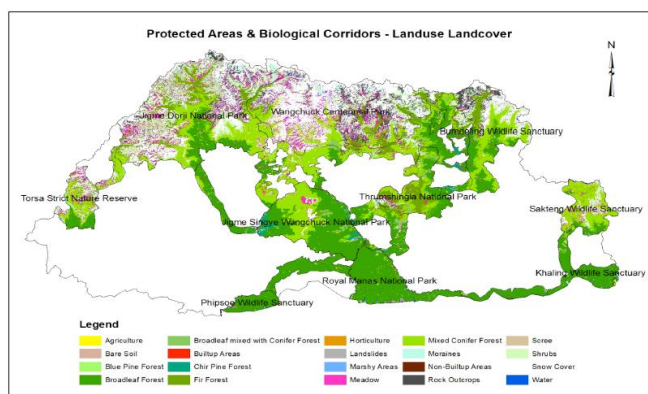 Protected Areas & Biological Corridors - Landuse Landcover
N
Jigme Dorji National Park
Wangchuck Centennial Park
Bumdeling Wildlife Sanctuary
Torsa Strict Nature Reserve
Thrumshingla National Park
Sakteng Wildlife Sanctuary
Jigme Singye Wangchuck National Park
Royal Manas National Park
Khaling Wildlife Sanctuary
Phipsoe Wildlife Sanctuary
Legend
Agriculture
Bare Soil
Blue Pine Forest
Broadleaf Forest
Broadleaf mixed with Conifer Forest
Builtup Areas
Chir Pine Forest
Fir Forest
Horticulture
Landslides
Marshy Areas
Meadow
Mixed Conifer Forest
Moraines
Non-Builtup Areas
Rock Outcrops
Scree
Shrubs
Snow Cover
Water